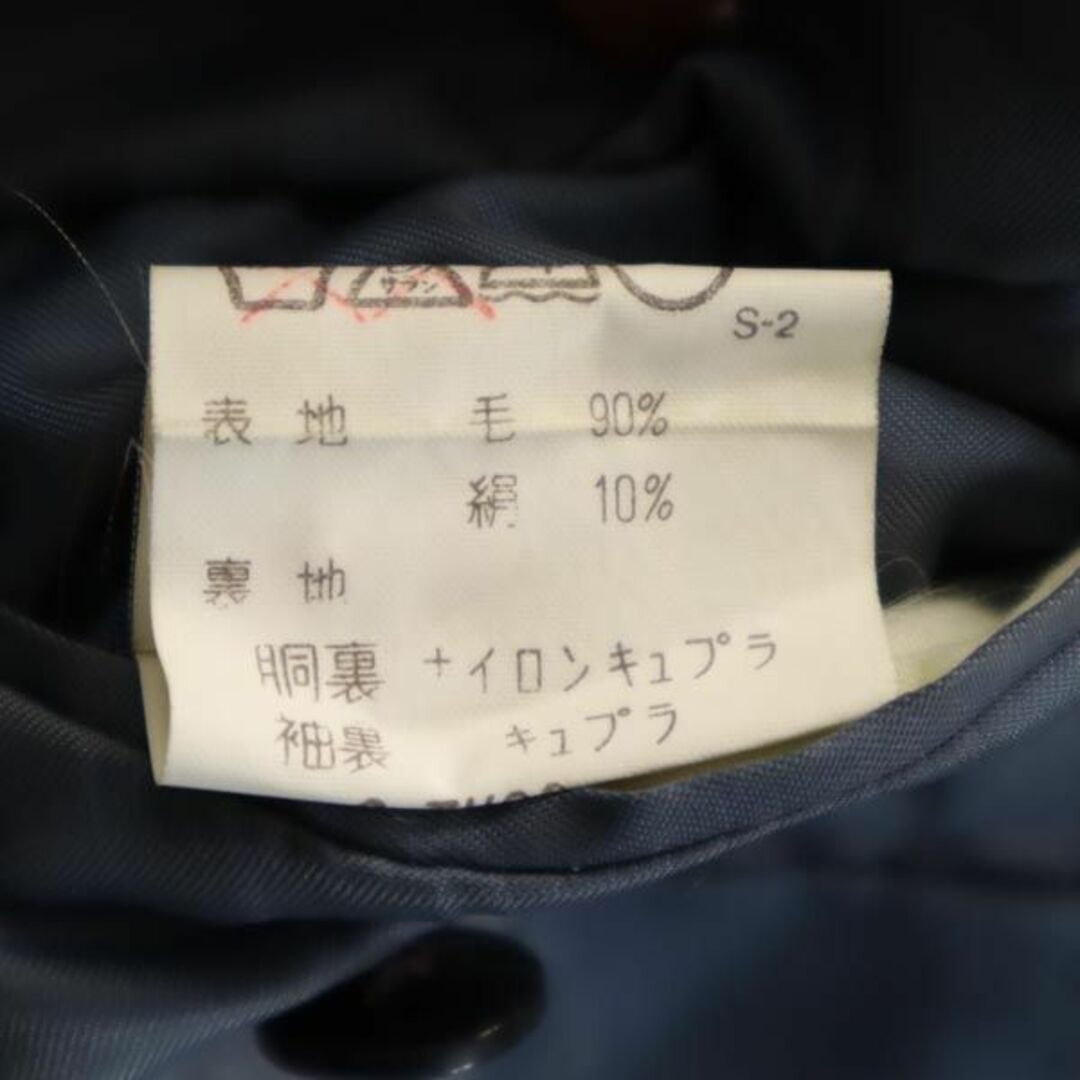 S-2
表地 毛 90%
絹 10%
裏地
胴裏 ナイロンキュプラ
袖裏 キュプラ